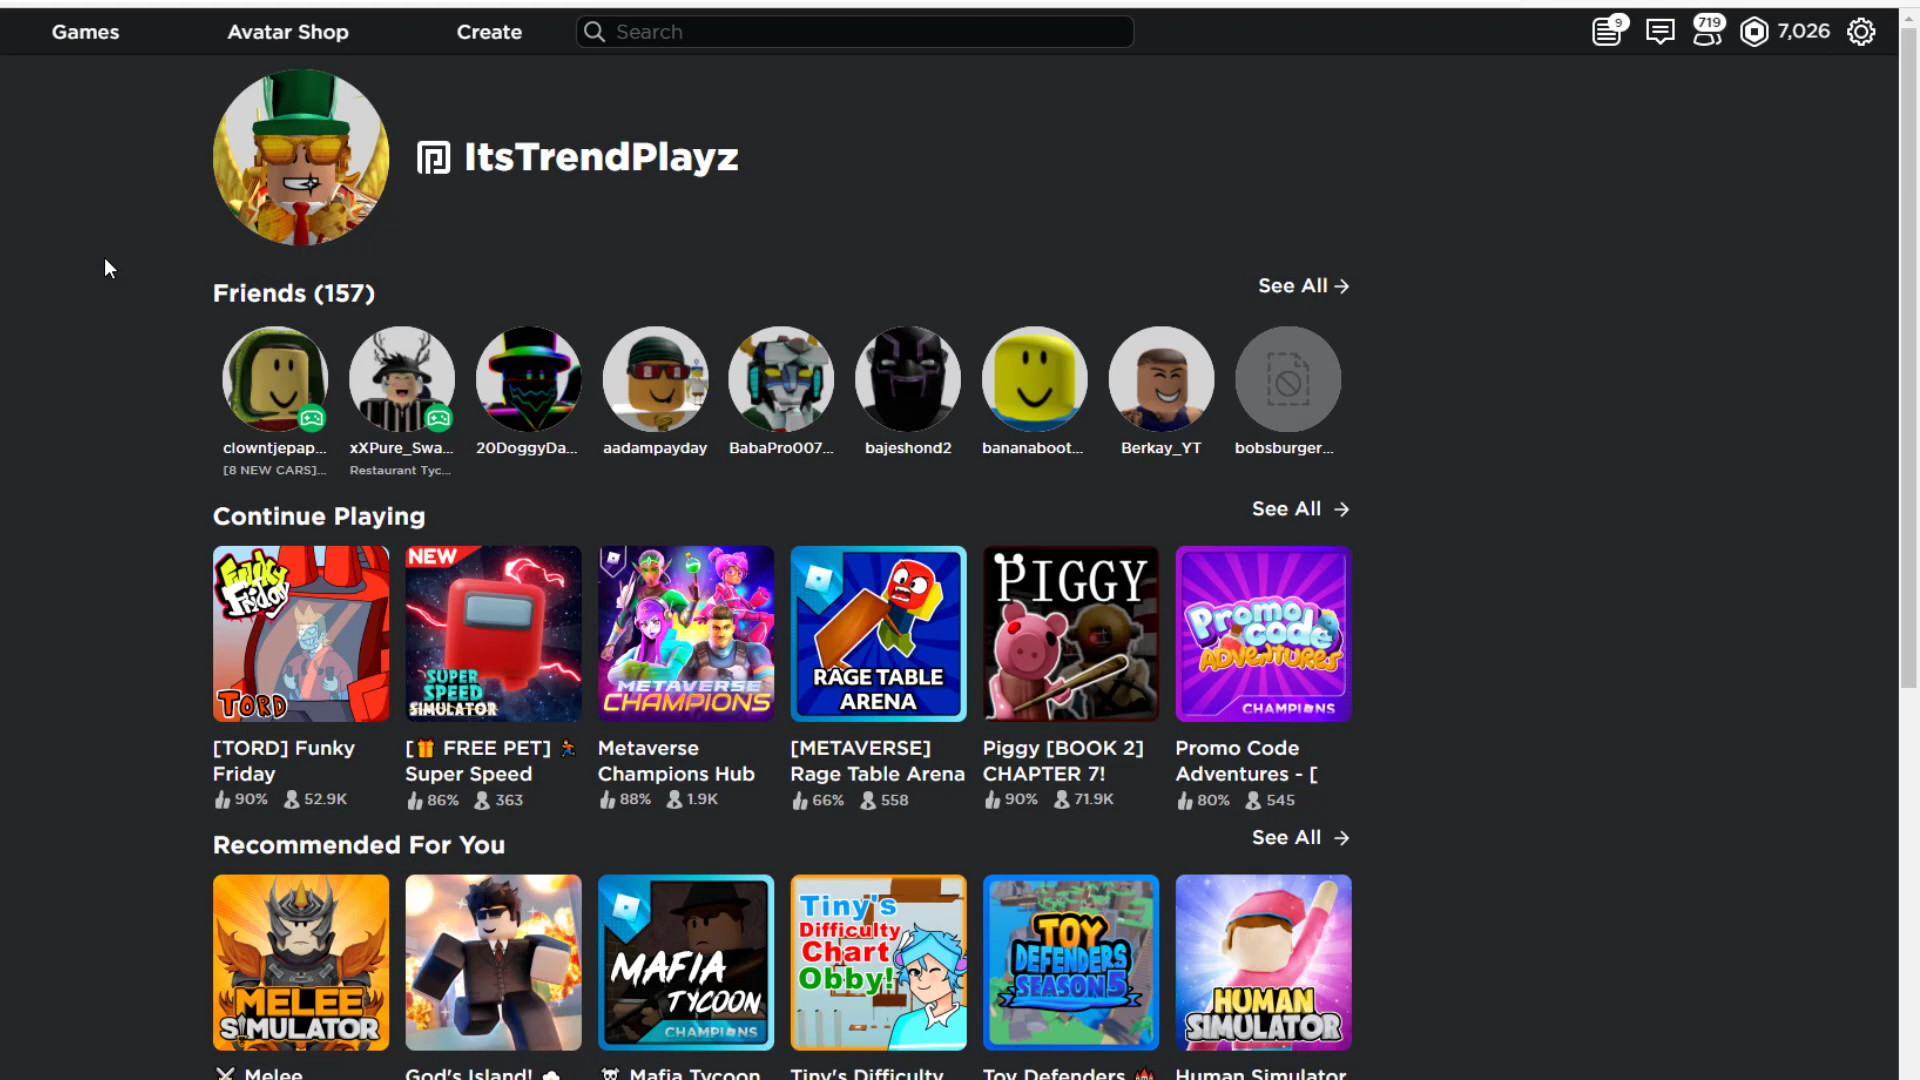 Games Avatar Shop Create Search 9 719 7,026
ItsTrendPlayz
Friends (157) See All
clowntjepap... xXPure_Swa... 20DoggyDa... aadampayday BabaPro007... bajeshond2 bananaboot... Berkay_YT bobsburger...
[8 NEW CARS]... Restaurant Tyc...
Continue Playing See All
Funky Friday TORD
NEW SUPER SPEED SIMULATOR
METAVERSE CHAMPIONS
RAGE TABLE ARENA
PIGGY
Promo Code ADVENTURES CHAMPIONS
[TORD] Funky Friday
90% 52.9K
[🎁 FREE PET] 🏃 Super Speed
86% 363
Metaverse Champions Hub
88% 1.9K
[METAVERSE] Rage Table Arena
66% 558
Piggy [BOOK 2] CHAPTER 7!
90% 71.9K
Promo Code Adventures - [
80% 545
Recommended For You See All
MELEE SIMULATOR
MAFIA TYCOON CHAMPIONS
Tiny's Difficulty Chart Obby!
TOY DEFENDERS SEASON 5
HUMAN SIMULATOR
⚔ Melee God's Island! ☠ Mafia Tycoon Tiny's Difficulty Toy Defenders Human Simulator